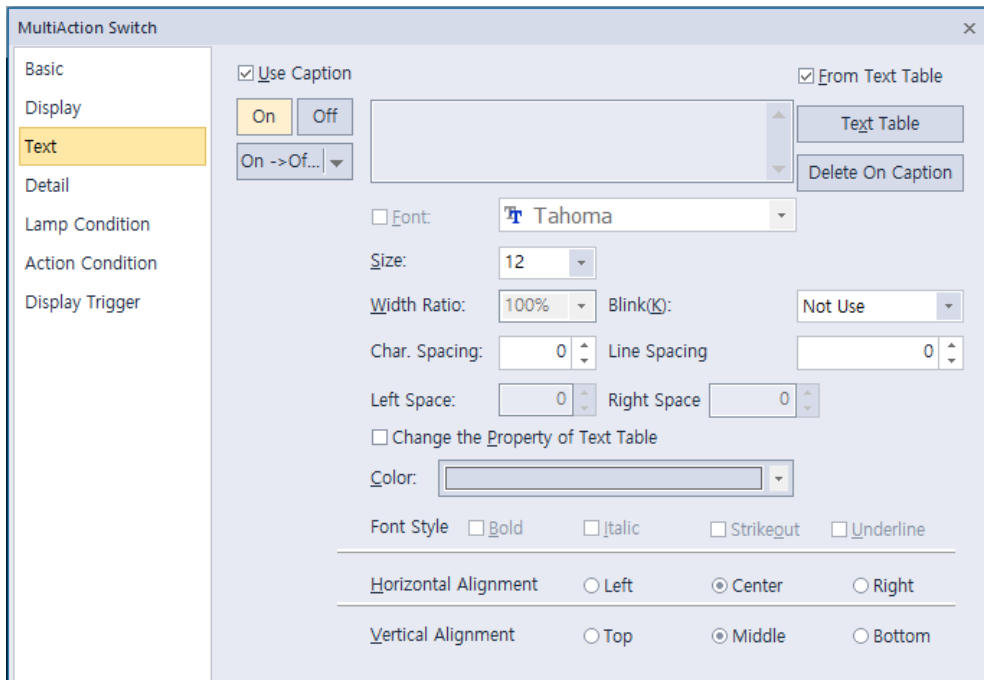 MultiAction Switch
Basic
Display
Text
Detail
Lamp Condition
Action Condition
Display Trigger
Use Caption
From Text Table
On
Off
Text Table
On ->Of...
Delete On Caption
Font:
Tahoma
Size:
12
Width Ratio:
100%
Blink(K):
Not Use
Char. Spacing:
0
Line Spacing
0
Left Space:
0
Right Space
0
Change the Property of Text Table
Color:
Font Style
Bold
Italic
Strikeout
Underline
Horizontal Alignment
Left
Center
Right
Vertical Alignment
Top
Middle
Bottom